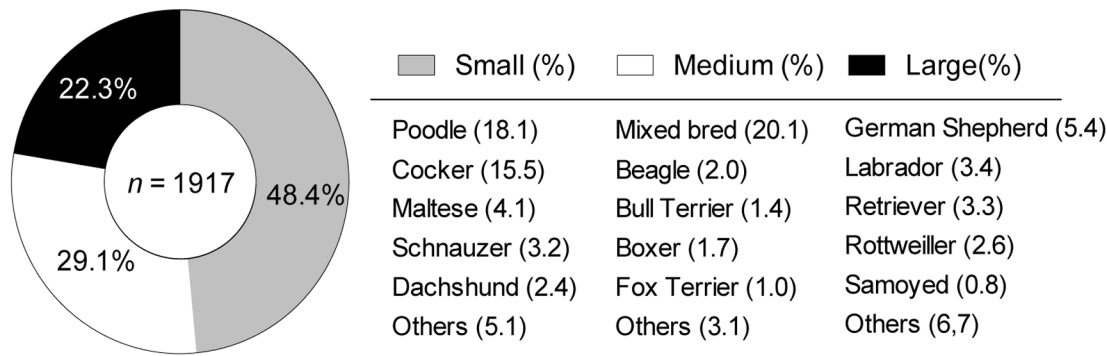 22.3%
n = 1917
48.4%
29.1%
Small (%) Medium (%) Large(%)
Poodle (18.1) Mixed bred (20.1) German Shepherd (5.4)
Cocker (15.5) Beagle (2.0) Labrador (3.4)
Maltese (4.1) Bull Terrier (1.4) Retriever (3.3)
Schnauzer (3.2) Boxer (1.7) Rottweiller (2.6)
Dachshund (2.4) Fox Terrier (1.0) Samoyed (0.8)
Others (5.1) Others (3.1) Others (6,7)